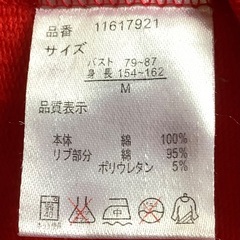 品番 11617921
サイズ
バスト 79~87
身長 154~162
M
品質表示
本体 綿 100%
リブ部分 綿 95%
ポリウレタン 5%